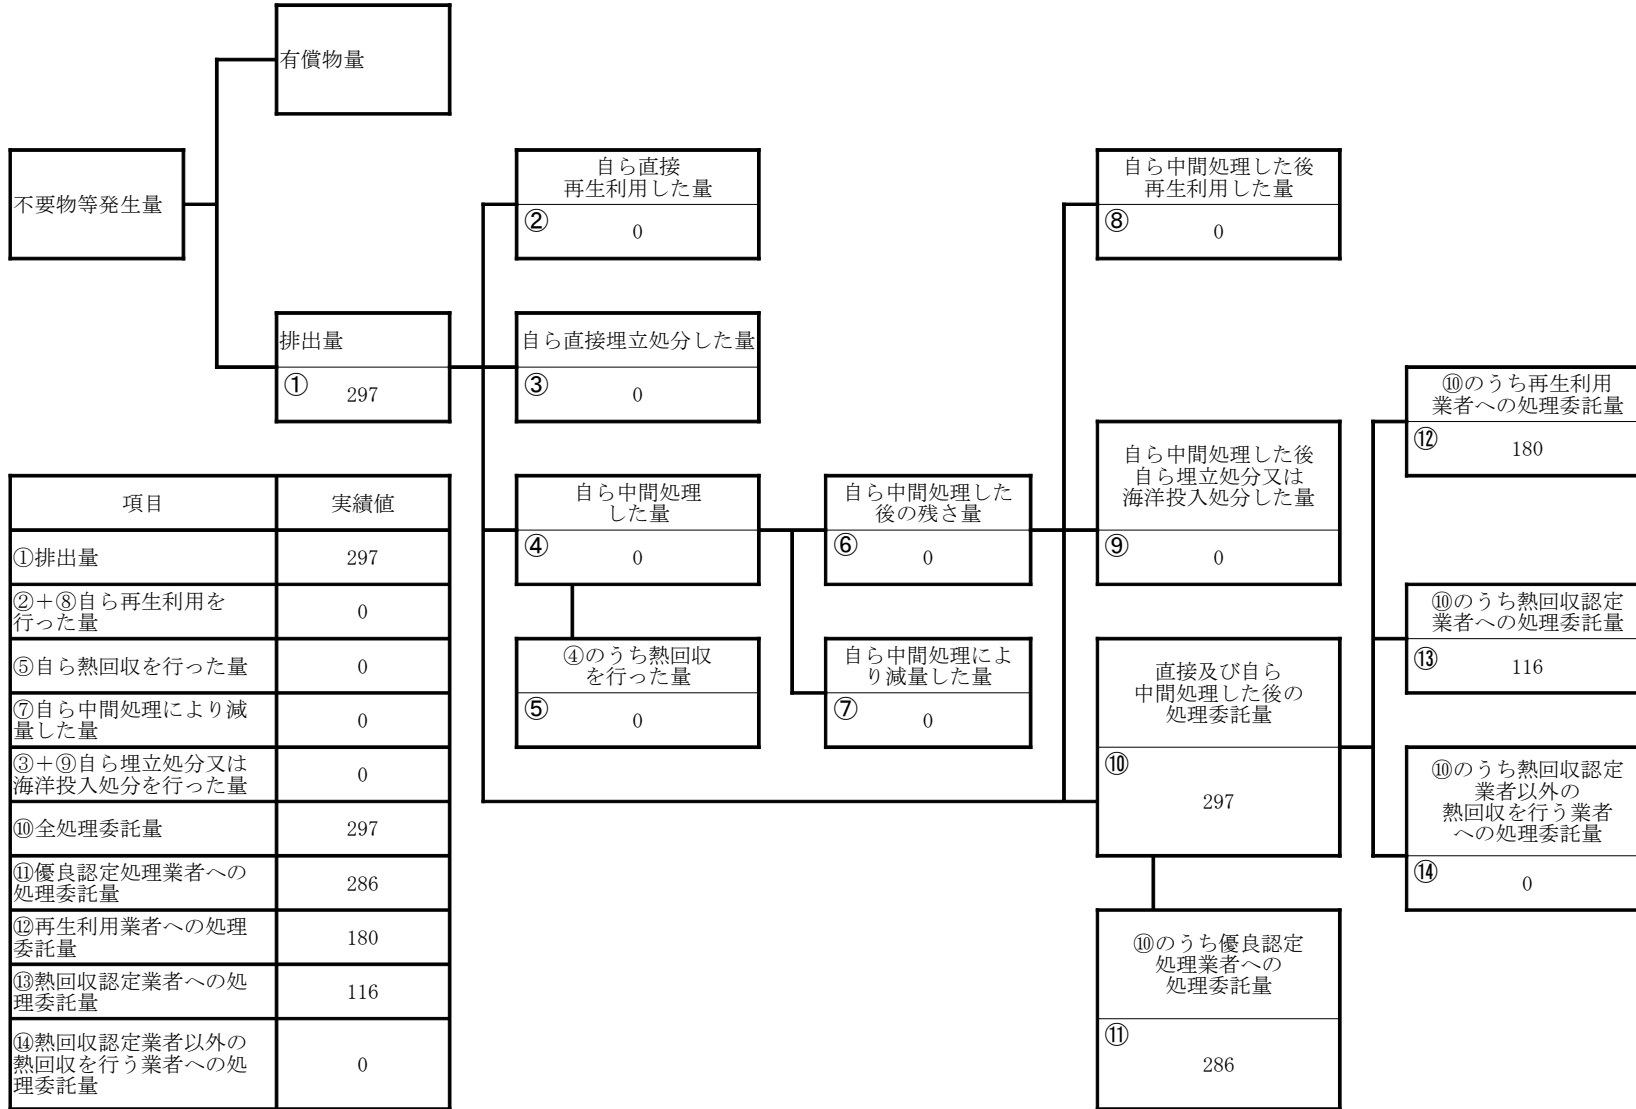 有償物量
不要物等発生量
自ら直接
再生利用した量
②
0
自ら中間処理した後
再生利用した量
⑧
0
排出量
①
297
自ら直接埋立処分した量
③
0
⑩のうち再生利用
業者への処理委託量
⑫
180
自ら中間処理
した量
④
0
自ら中間処理した
後の残さ量
⑥
0
自ら中間処理した後
自ら埋立処分又は
海洋投入処分した量
⑨
0
⑩のうち熱回収認定
業者への処理委託量
⑬
116
④のうち熱回収
を行った量
⑤
0
自ら中間処理によ
り減量した量
⑦
0
直接及び自ら
中間処理した後の
処理委託量
⑩
297
⑩のうち熱回収認定
業者以外の
熱回収を行う業者
への処理委託量
⑭
0
⑩のうち優良認定
処理業者への
処理委託量
⑪
286
項目 実績値
①排出量 297
②+⑧自ら再生利用を
行った量 0
⑤自ら熱回収を行った量 0
⑦自ら中間処理により減
量した量 0
③+⑨自ら埋立処分又は
海洋投入処分を行った量 0
⑩全処理委託量 297
⑪優良認定処理業者への
処理委託量 286
⑫再生利用業者への処理
委託量 180
⑬熱回収認定業者への処
理委託量 116
⑭熱回収認定業者以外の
熱回収を行う業者への処
理委託量 0